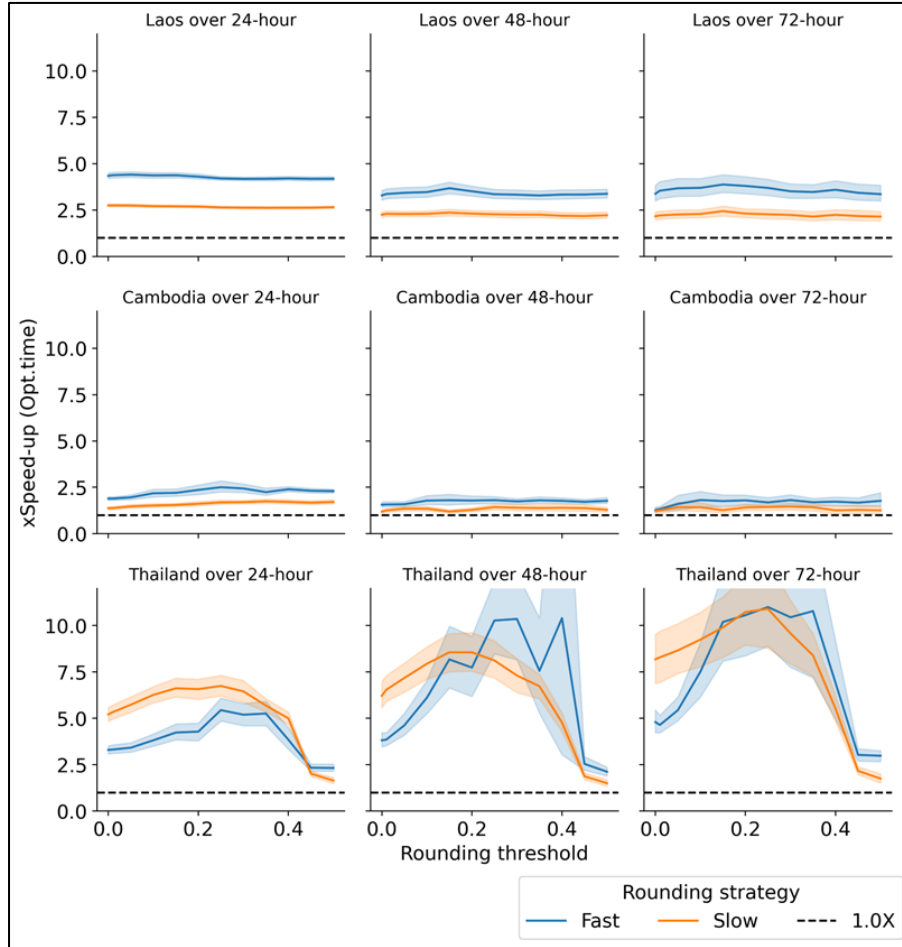 Laos over 24-hour
Laos over 48-hour
Laos over 72-hour
10.0
7.5
5.0
2.5
0.0
0.0
0.2
0.4
0.0
0.2
0.4
0.0
0.2
0.4
Cambodia over 24-hour
Cambodia over 48-hour
Cambodia over 72-hour
10.0
7.5
5.0
2.5
0.0
xSpeed-up (Opt.time)
Thailand over 24-hour
Thailand over 48-hour
Thailand over 72-hour
10.0
7.5
5.0
2.5
0.0
Rounding threshold
Rounding strategy
Fast Slow 1.0X